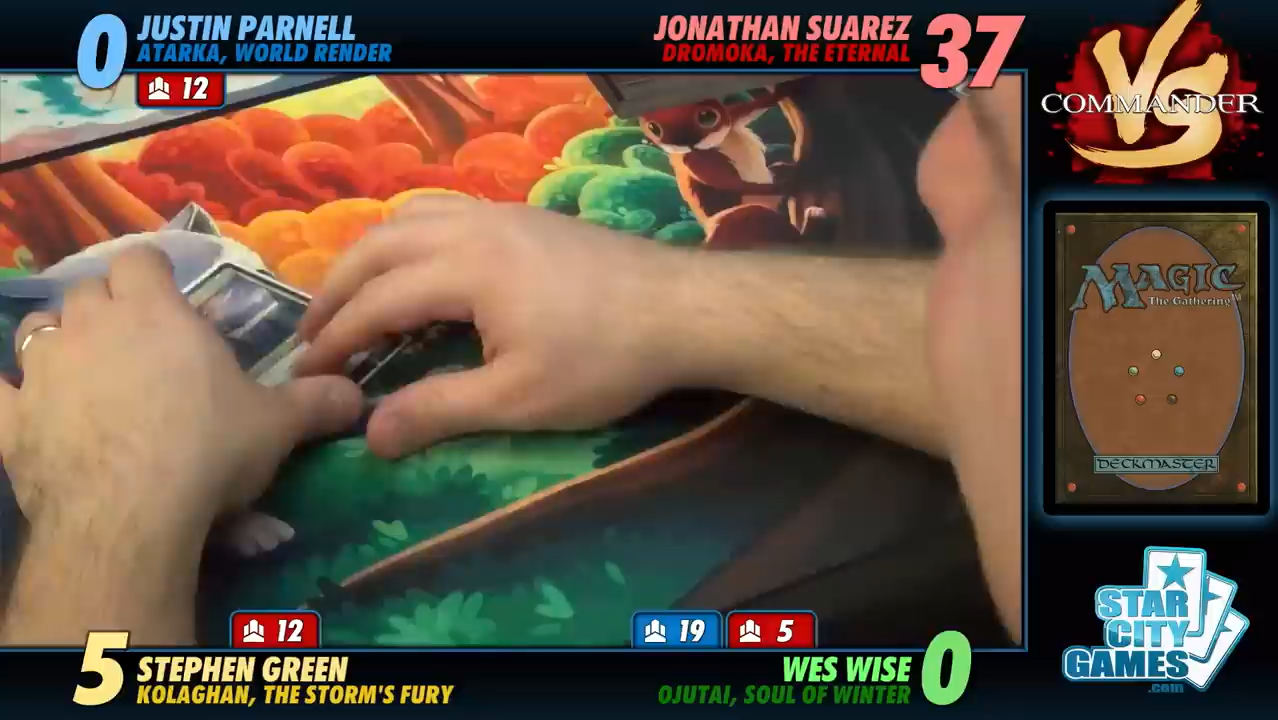 0 JUSTIN PARNELL
ATARKA, WORLD RENDER
12
JONATHAN SUAREZ 37
DROMOKA, THE ETERNAL
VS
COMMANDER
MAGIC
The Gathering™
DECKMASTER
12
19
5
5 STEPHEN GREEN
KOLAGHAN, THE STORM'S FURY
WES WISE 0
OJUTAI, SOUL OF WINTER
STAR
CITY
GAMES
.com